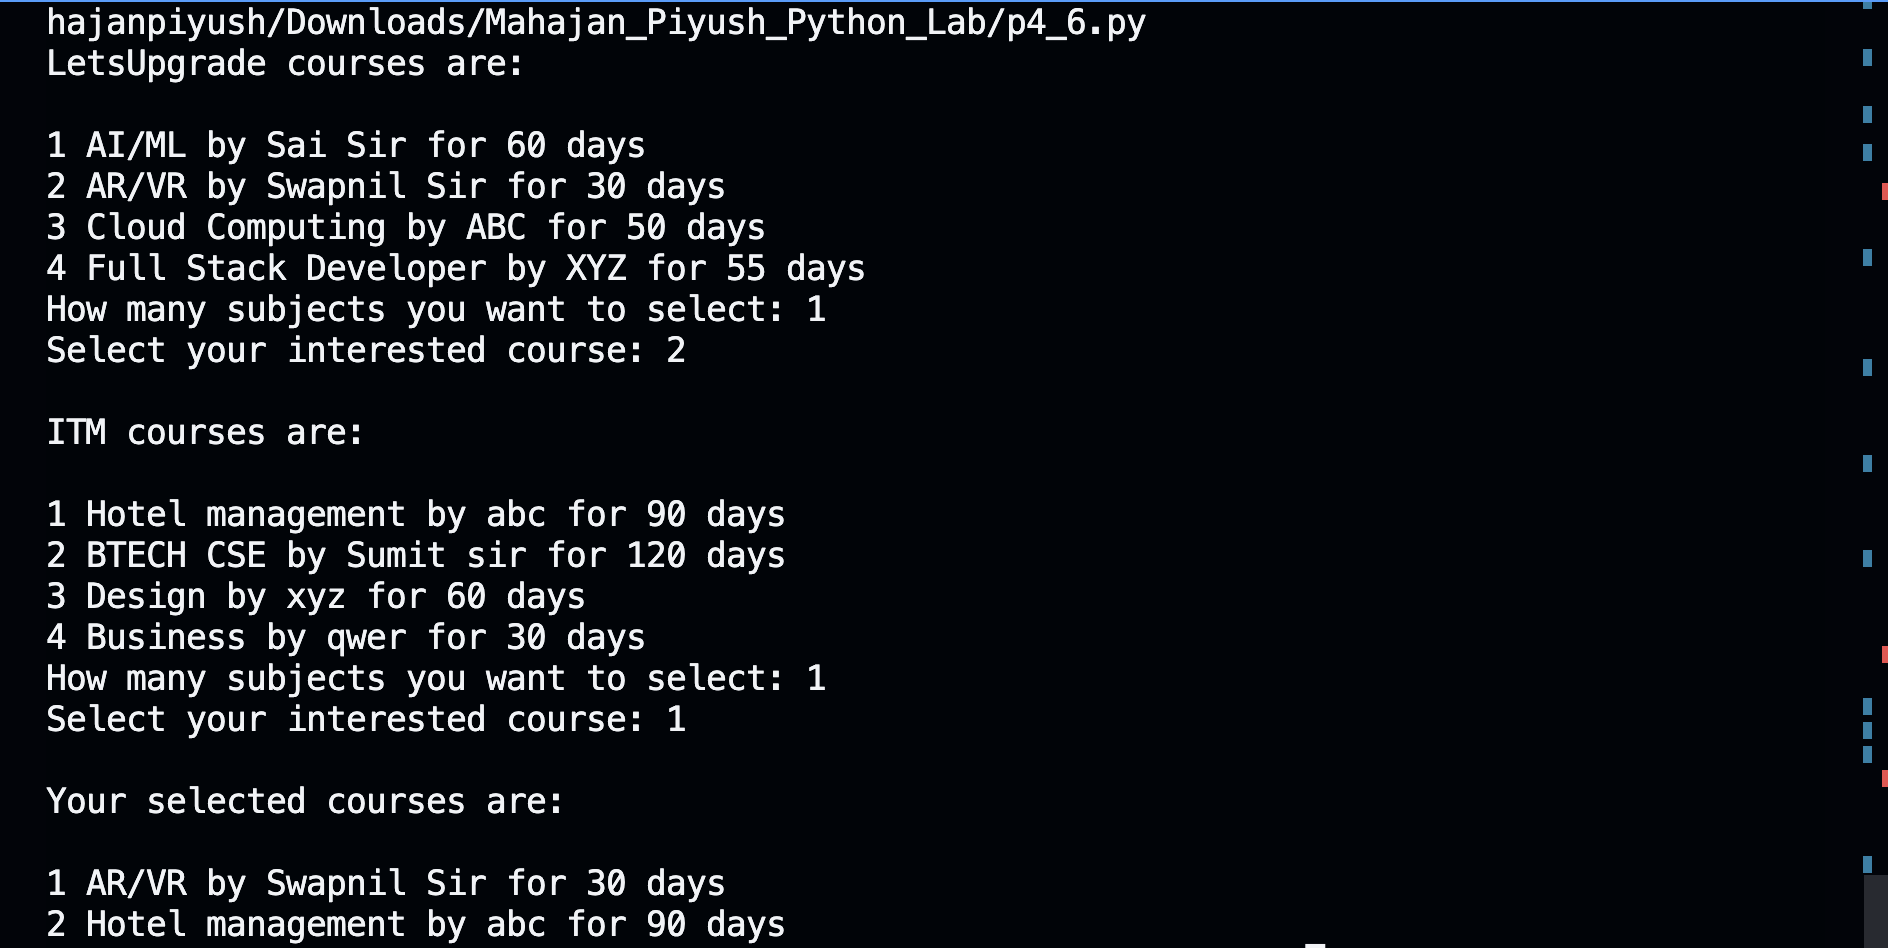 hajanpiyush/Downloads/Mahajan_Piyush_Python_Lab/p4_6.py
LetsUpgrade courses are:
1 AI/ML by Sai Sir for 60 days
2 AR/VR by Swapnil Sir for 30 days
3 Cloud Computing by ABC for 50 days
4 Full Stack Developer by XYZ for 55 days
How many subjects you want to select: 1
Select your interested course: 2
ITM courses are:
1 Hotel management by abc for 90 days
2 BTECH CSE by Sumit sir for 120 days
3 Design by xyz for 60 days
4 Business by qwer for 30 days
How many subjects you want to select: 1
Select your interested course: 1
Your selected courses are:
1 AR/VR by Swapnil Sir for 30 days
2 Hotel management by abc for 90 days